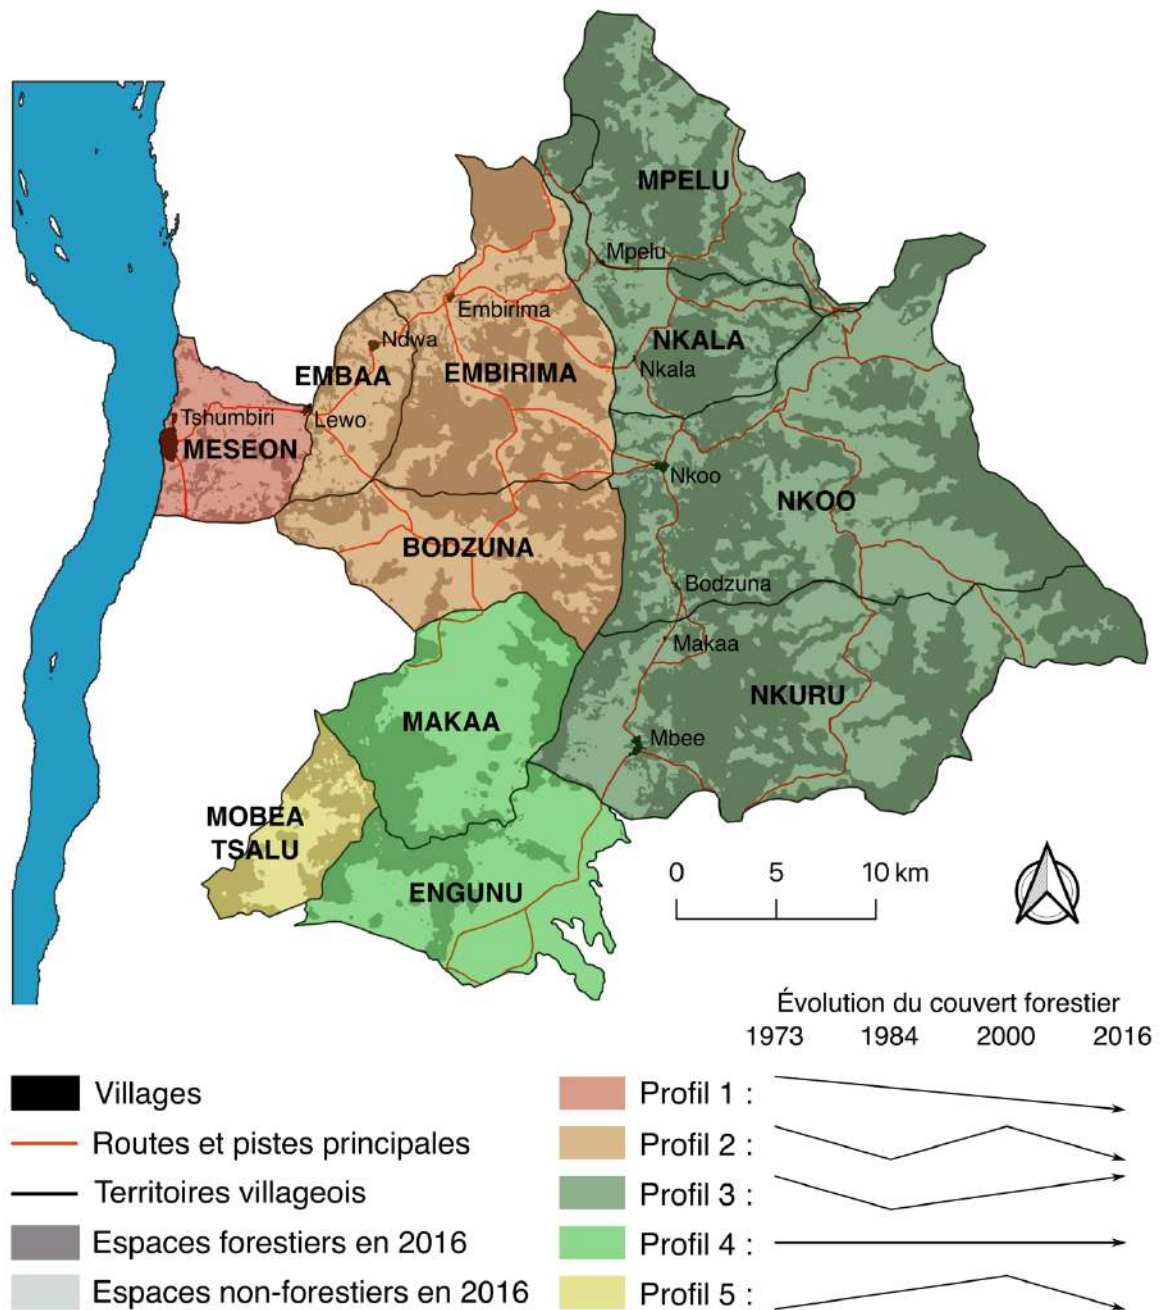 MPELU
Mpelu
Embirima
Ndwa
NKALA
EMBAA
EMBIRIMA
Nkala
Tshumbiri
Lewo
MESEON
Nkoo
NKOO
BODZUNA
Bodzuna
Makaa
NKURU
MAKAA
Mbee
MOBEA
TSALU
ENGUNU
0 5 10 km
Évolution du couvert forestier
1973 1984 2000 2016
Villages
Routes et pistes principales
Territoires villageois
Espaces forestiers en 2016
Espaces non-forestiers en 2016
Profil 1 :
Profil 2 :
Profil 3 :
Profil 4 :
Profil 5 :